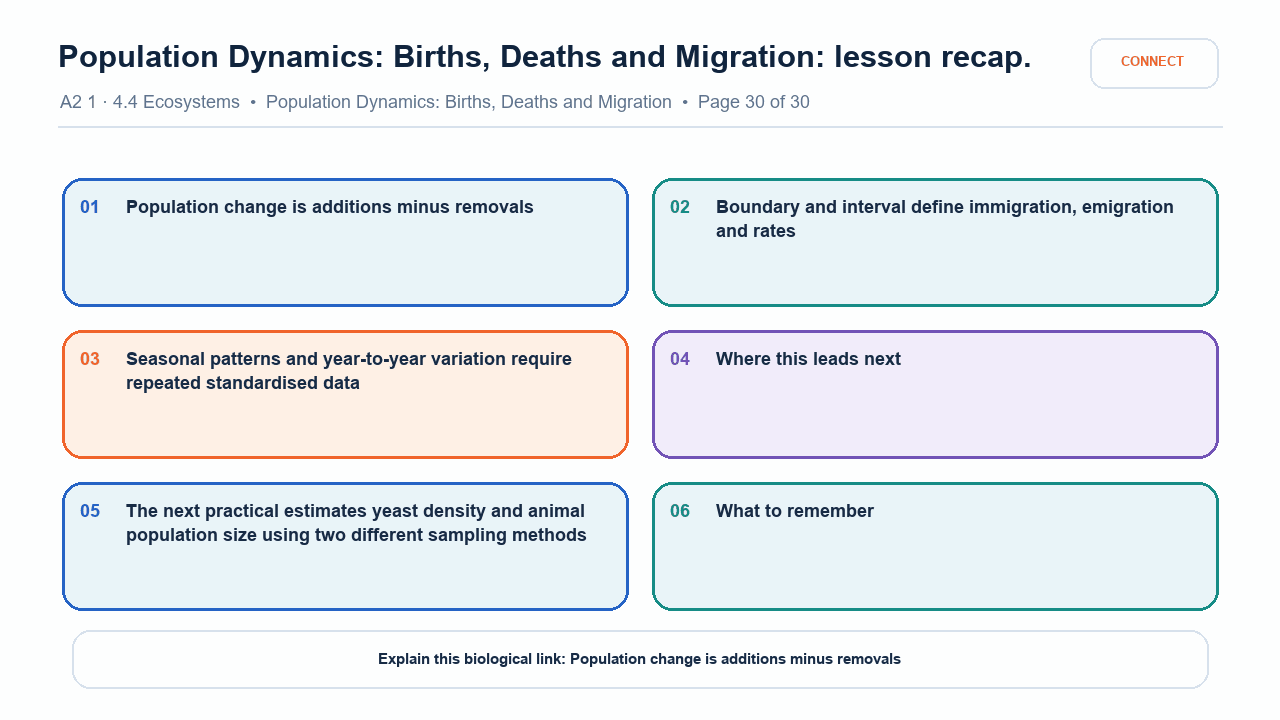 Population Dynamics: Births, Deaths and Migration: lesson recap.
CONNECT
A2 1 · 4.4 Ecosystems • Population Dynamics: Births, Deaths and Migration • Page 30 of 30
01 Population change is additions minus removals
02 Boundary and interval define immigration, emigration
and rates
03 Seasonal patterns and year-to-year variation require
repeated standardised data
04 Where this leads next
05 The next practical estimates yeast density and animal
population size using two different sampling methods
06 What to remember
Explain this biological link: Population change is additions minus removals